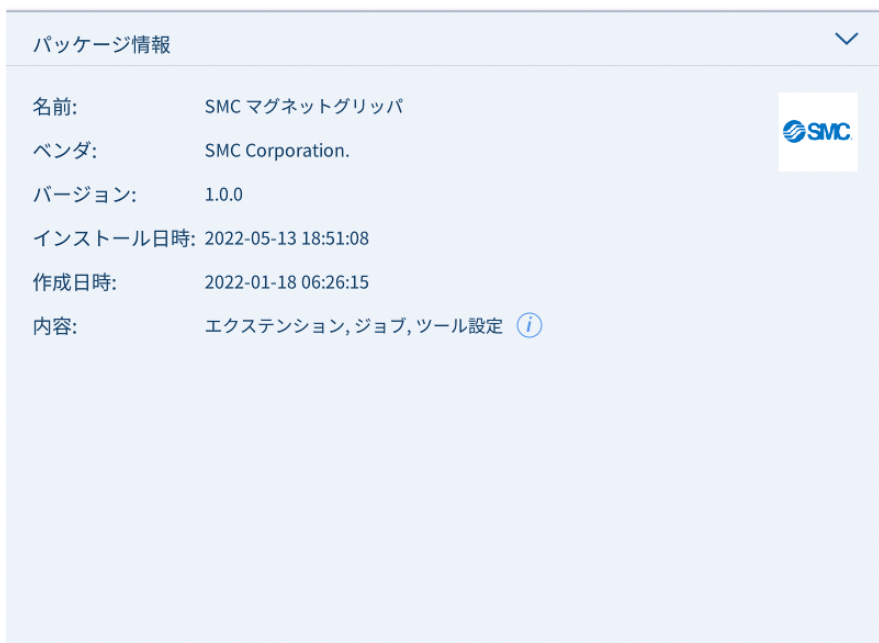 パッケージ情報
名前: SMC マグネットグリッパ
SMC
ベンダ: SMC Corporation.
バージョン: 1.0.0
インストール日時: 2022-05-13 18:51:08
作成日時: 2022-01-18 06:26:15
内容: エクステンション, ジョブ, ツール設定 i